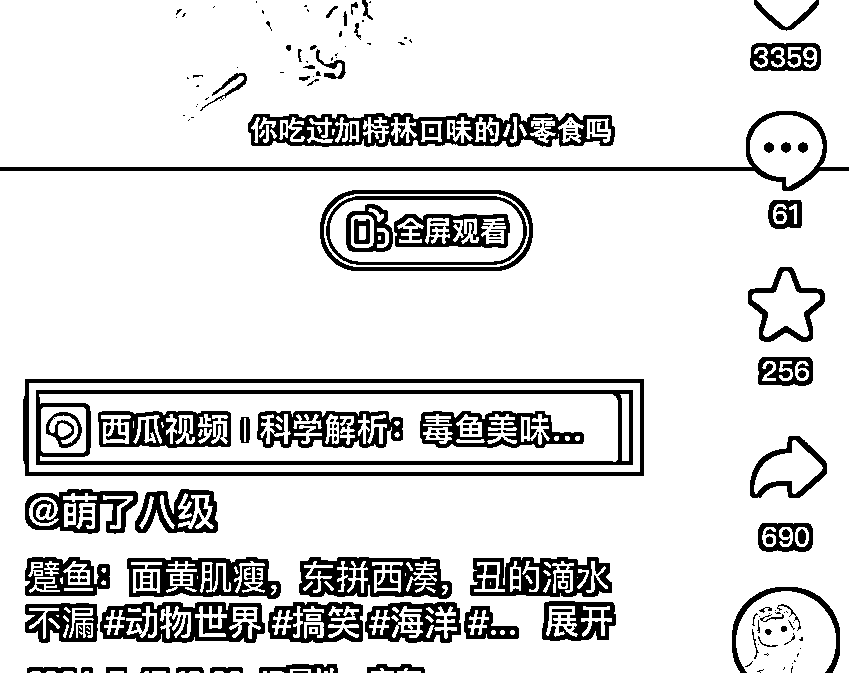 3359
你吃过加特林口味的小零食吗
61
全屏观看
256
西瓜视频 | 科学解析：毒鱼美味...
690
@萌了八级
躄鱼：面黄肌瘦，东拼西凑，丑的滴水
不漏 #动物世界 #搞笑 #海洋 #... 展开